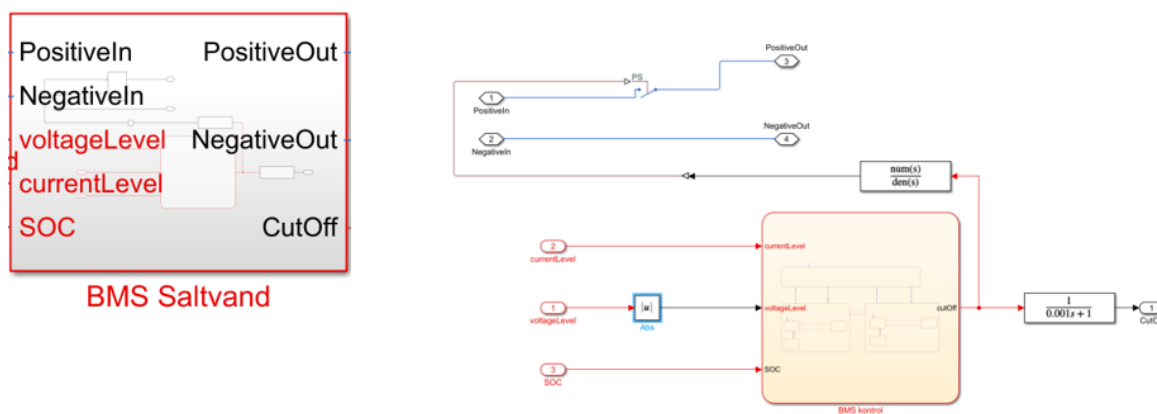 PositiveIn
PositiveOut
NegativeIn
voltageLevel
NegativeOut
d
currentLevel
SOC
CutOff
BMS Saltvand
PositiveOut
3
PS
1
PositiveIn
NegativeOut
2
4
NegativeIn
num(s)
den(s)
2
currentLevel
currentLevel
1
voltageLevel
|u|
Abs
voltageLevel
cutOff
1
0.001s + 1
1
CutO
3
SOC
SOC
BMS kontrol